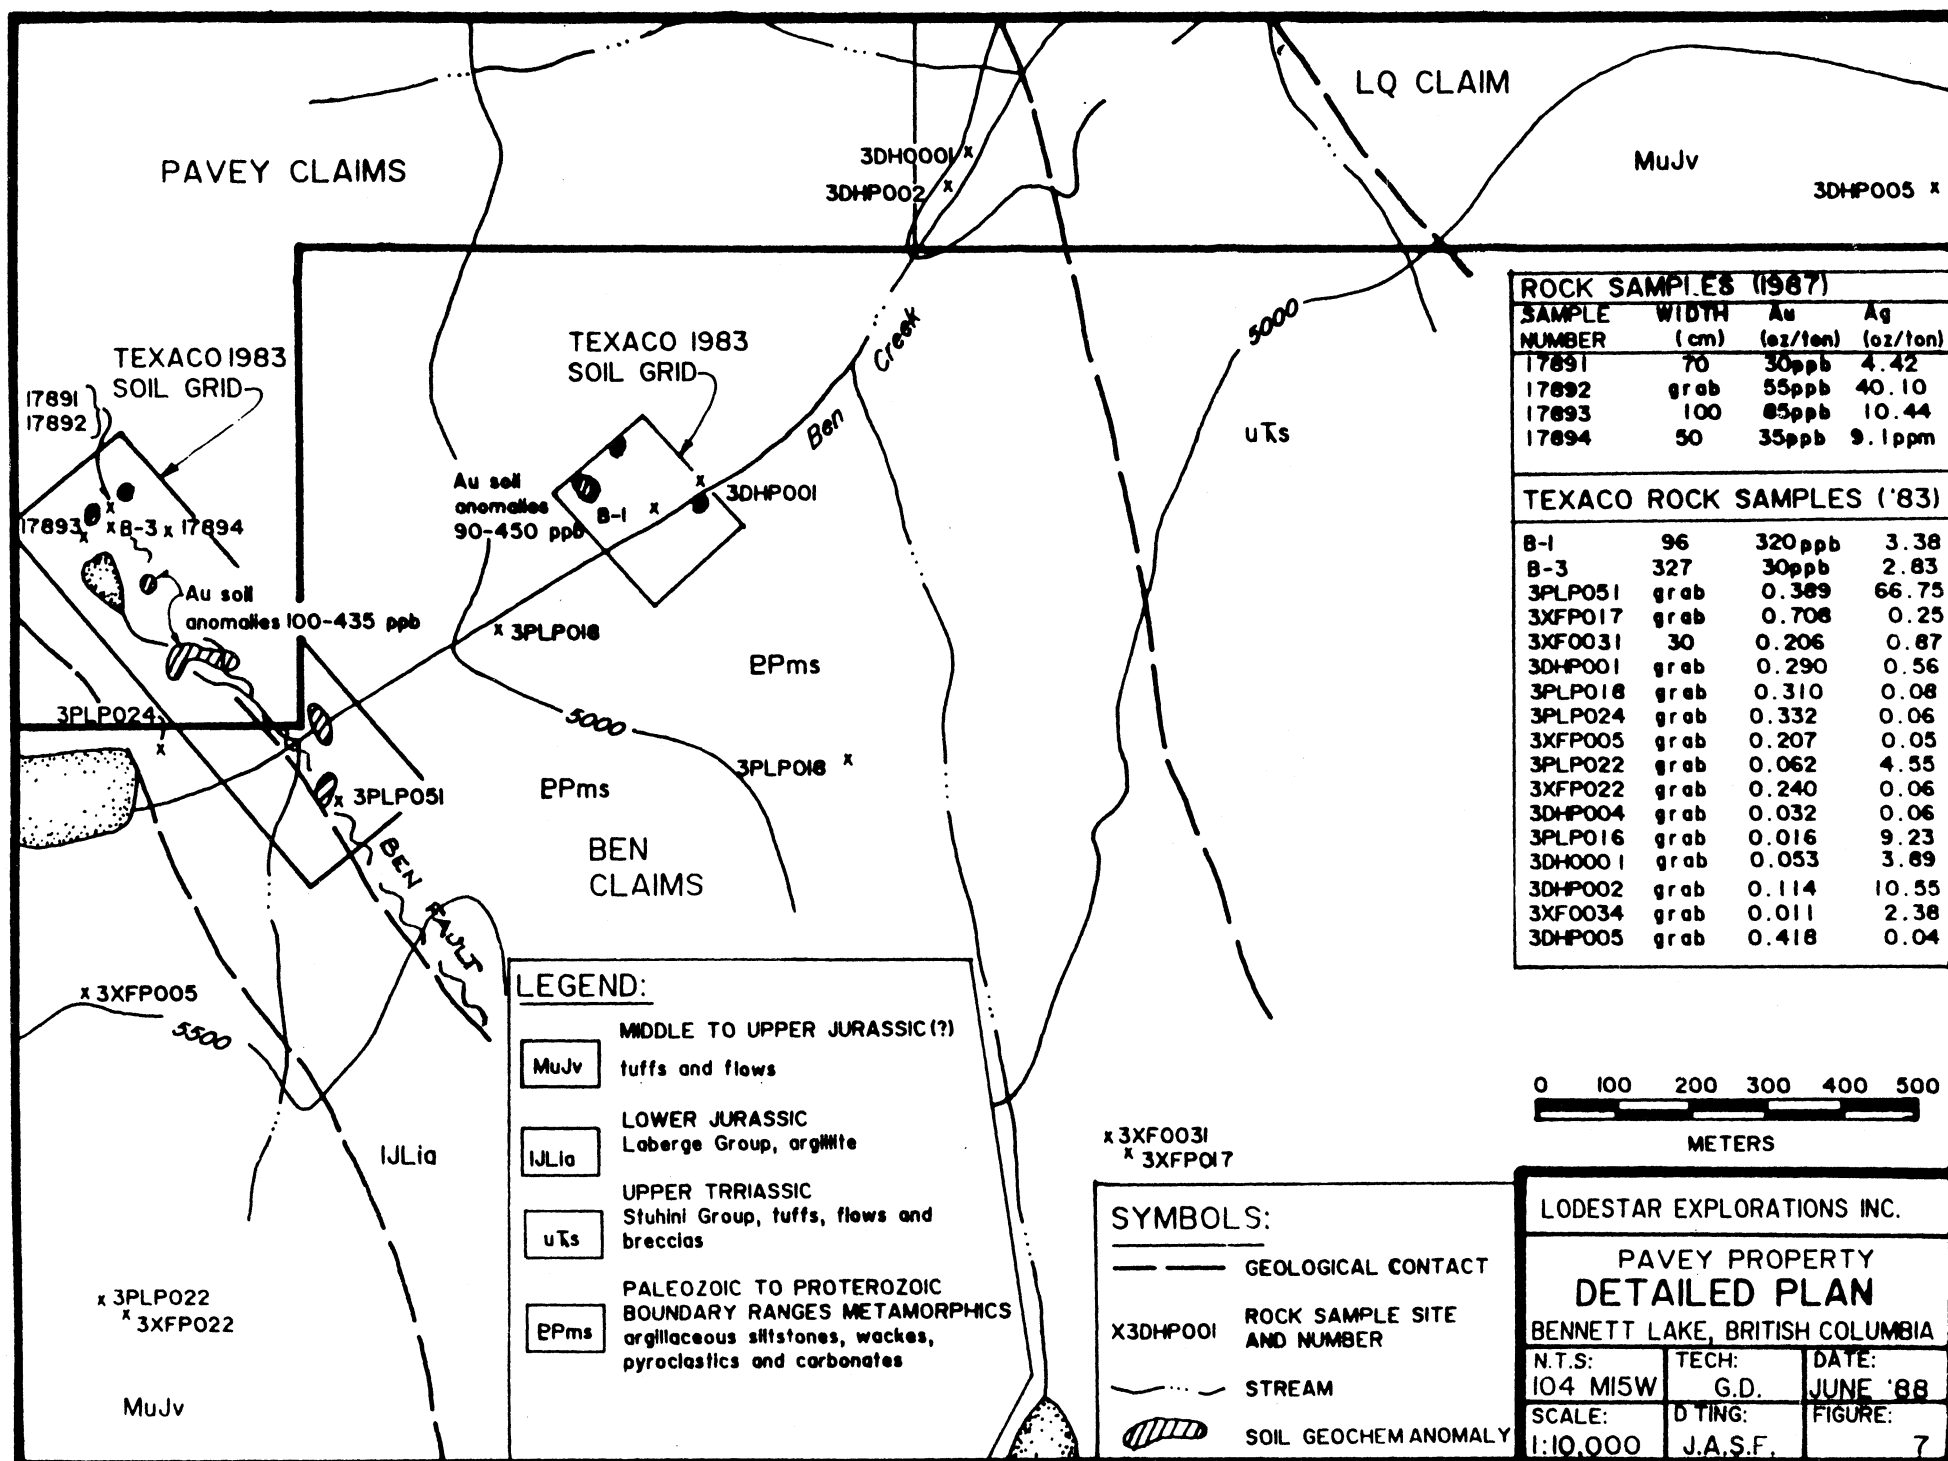 PAVEY CLAIMS
LQ CLAIM
MuJv
3DH0001 x
3DHP002 x
3DHP005 x
TEXACO 1983
SOIL GRID
TEXACO 1983
SOIL GRID
17891
17892
17893 x
x B-3 x 17894
Au soil
anomalies 100-435 ppb
Au soil
anomalies
90-450 ppb
B-1 x
x
3DHP001
Ben Creek
5000
uTks
x 3PLP018
PPms
5000
3PLP024
x
3PLP016 x
x 3PLP051
PPms
BEN
CLAIMS
BEN FAULT
x 3XFP005
5500
IJLia
x 3PLP022
x 3XFP022
MuJv
x 3XF0031
x 3XFP017
ROCK SAMPLES (1987)
SAMPLE WIDTH Au Ag
NUMBER (cm) (oz/ton) (oz/ton)
17891 70 30ppb 4.42
17892 grab 55ppb 40.10
17893 100 85ppb 10.44
17894 50 35ppb 9.1ppm
TEXACO ROCK SAMPLES ('83)
B-1 96 320ppb 3.38
B-3 327 30ppb 2.83
3PLP051 grab 0.389 66.75
3XFP017 grab 0.708 0.25
3XF0031 30 0.206 0.87
3DHP001 grab 0.290 0.56
3PLP018 grab 0.310 0.08
3PLP024 grab 0.332 0.06
3XFP005 grab 0.207 0.05
3PLP022 grab 0.062 4.55
3XFP022 grab 0.240 0.06
3DHP004 grab 0.032 0.06
3PLP016 grab 0.016 9.23
3DH0001 grab 0.053 3.89
3DHP002 grab 0.114 10.55
3XF0034 grab 0.011 2.38
3DHP005 grab 0.418 0.04
LEGEND:
MIDDLE TO UPPER JURASSIC (?)
MuJv tuffs and flows
LOWER JURASSIC
IJLia Laberge Group, argillite
UPPER TRRIASSIC
uTks Stuhini Group, tuffs, flows and
breccias
PALEOZOIC TO PROTEROZOIC
BOUNDARY RANGES METAMORPHICS
PPms argillaceous siltstones, wackes,
pyroclastics and carbonates
SYMBOLS:
GEOLOGICAL CONTACT
X3DHP001 ROCK SAMPLE SITE
AND NUMBER
STREAM
SOIL GEOCHEM ANOMALY
0 100 200 300 400 500
METERS
LODESTAR EXPLORATIONS INC.
PAVEY PROPERTY
DETAILED PLAN
BENNETT LAKE, BRITISH COLUMBIA
N.T.S: TECH: DATE:
104 M15W G.D. JUNE '88
SCALE: D TING: FIGURE:
1:10,000 J.A.S.F. 7